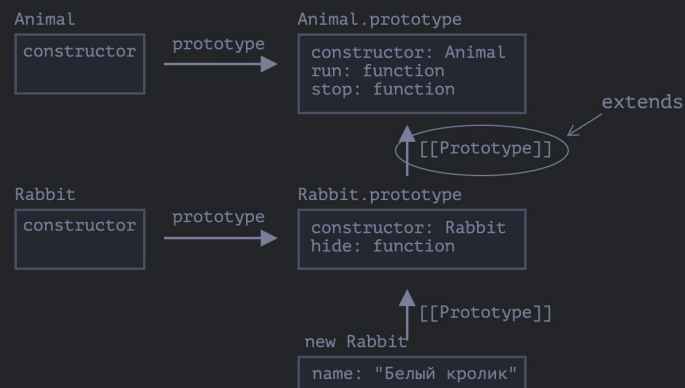 Animal
Animal.prototype
constructor
prototype
constructor: Animal
run: function
stop: function
extends
[[Prototype]]
Rabbit
Rabbit.prototype
constructor
prototype
constructor: Rabbit
hide: function
[[Prototype]]
new Rabbit
name: "Белый кролик"